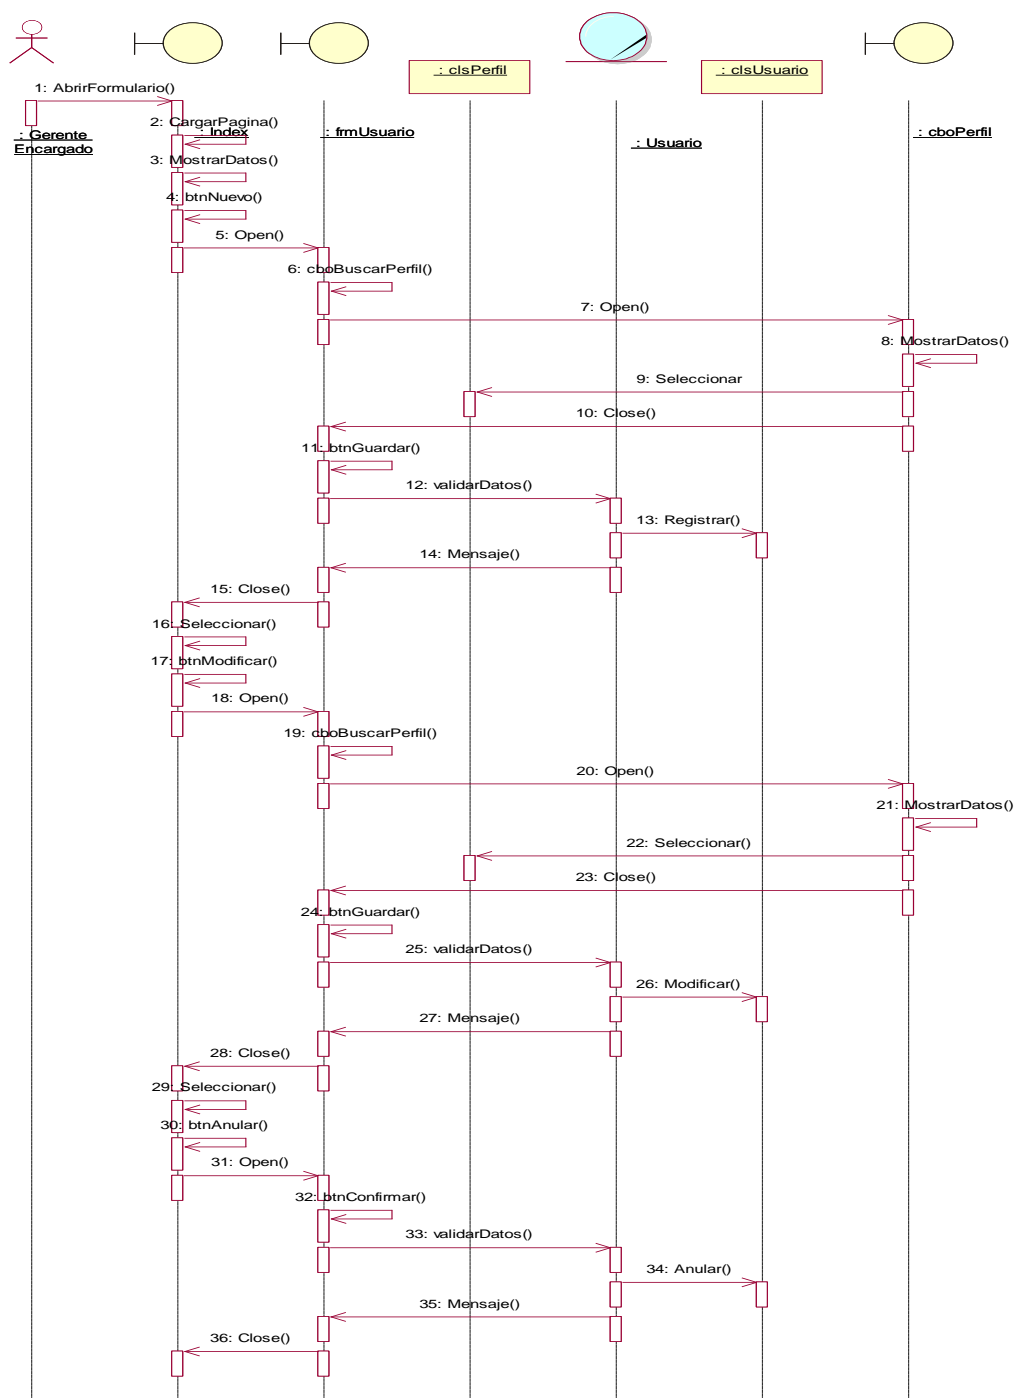 : clsPerfil
: clsUsuario
1: AbrirFormulario()
2: CargarPagina()
: Gerente
Encargado
: Index
: frmUsuario
: Usuario
: cboPerfil
3: MostrarDatos()
4: btnNuevo()
5: Open()
6: cboBuscarPerfil()
7: Open()
8: MostrarDatos()
9: Seleccionar
10: Close()
11: btnGuardar()
12: validarDatos()
13: Registrar()
14: Mensaje()
15: Close()
16: Seleccionar()
17: btnModificar()
18: Open()
19: cboBuscarPerfil()
20: Open()
21: MostrarDatos()
22: Seleccionar()
23: Close()
24: btnGuardar()
25: validarDatos()
26: Modificar()
27: Mensaje()
28: Close()
29: Seleccionar()
30: btnAnular()
31: Open()
32: btnConfirmar()
33: validarDatos()
34: Anular()
35: Mensaje()
36: Close()